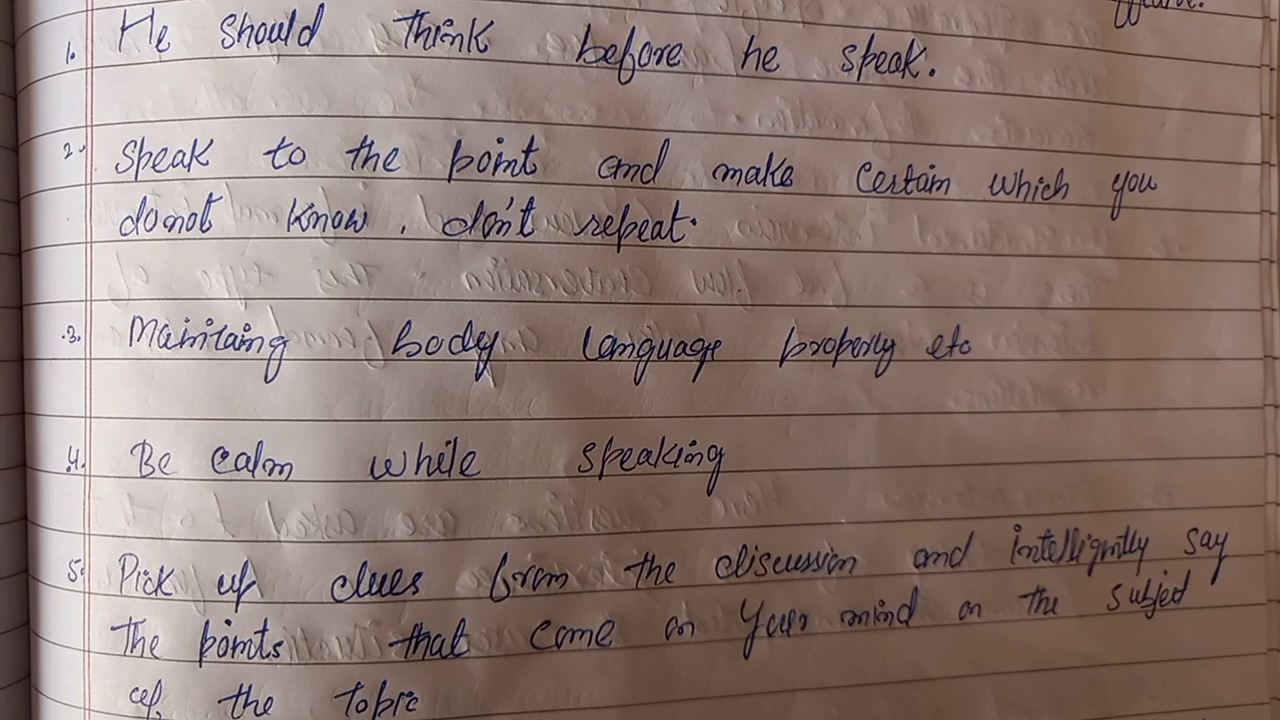 1. He should think before he speak.
2. Speak to the point and make certain which you
donot know, don't repeat.
3. Maintaing body language properly etc
4. Be calm while speaking
5. Pick up clues from the discussion and intelligntly say
The points that come on your mind on the subject
of the topic